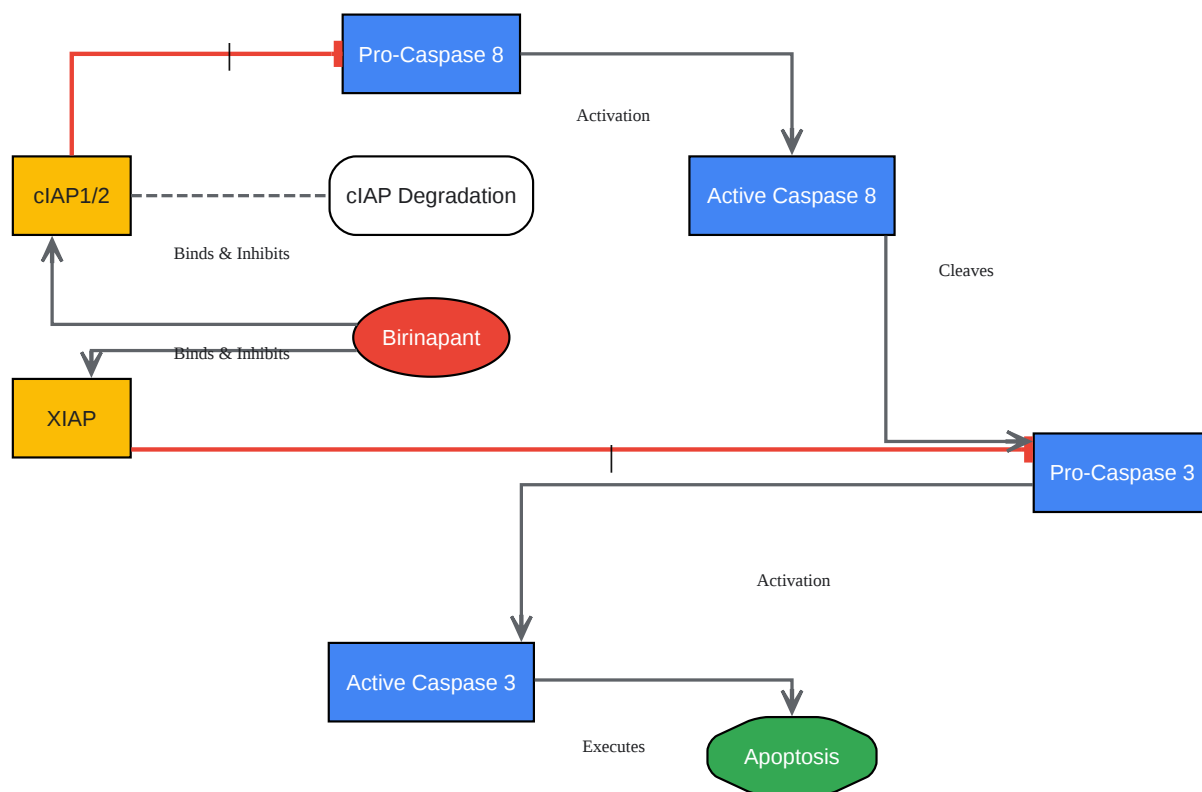 Pro-Caspase 8
Activation
cIAP1/2
cIAP Degradation
Active Caspase 8
Binds & Inhibits
Cleaves
Birinapant
Binds & Inhibits
XIAP
Pro-Caspase 3
Activation
Active Caspase 3
Executes
Apoptosis